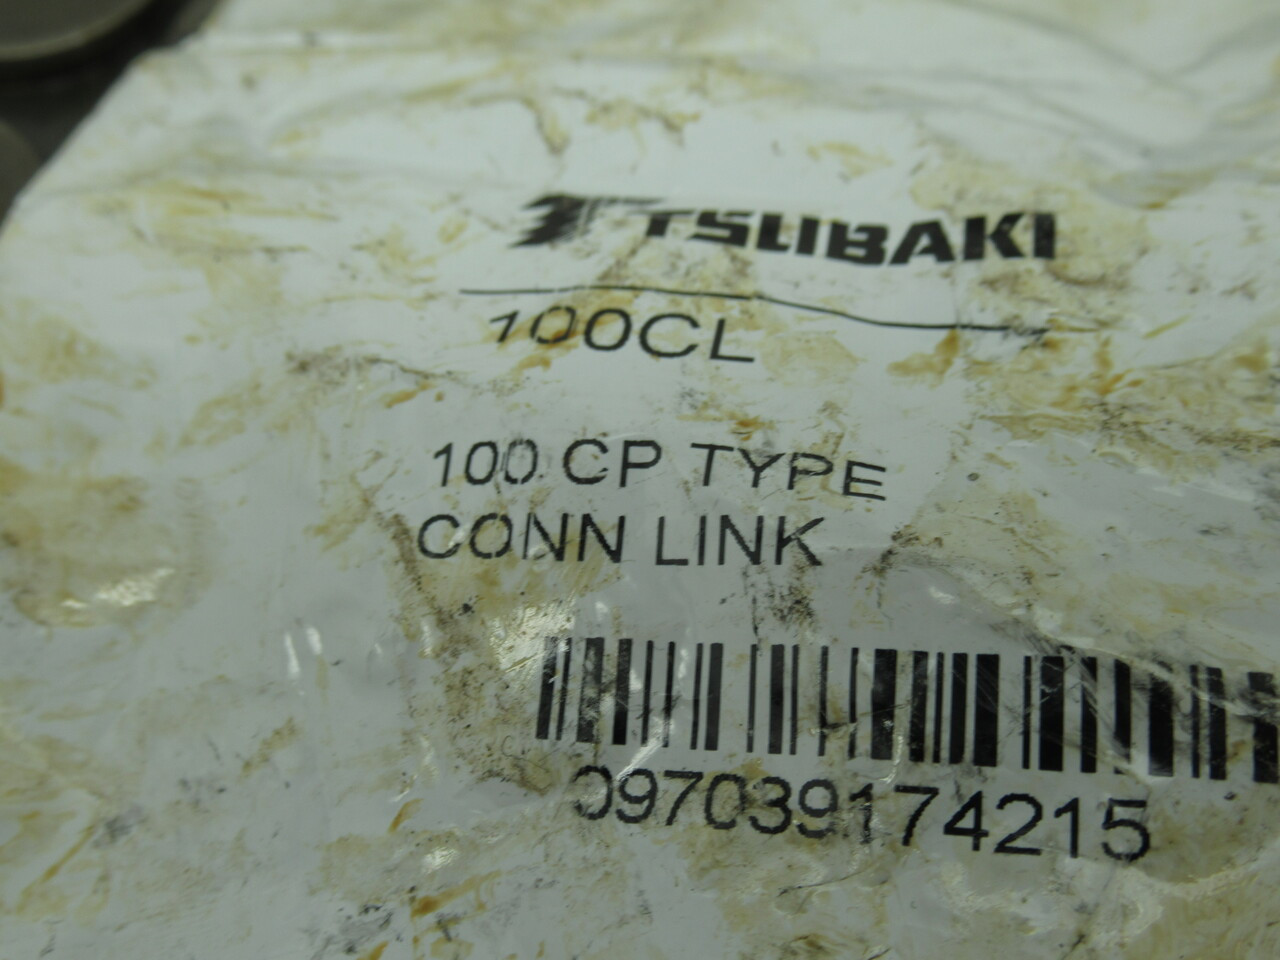 TSUBAKI
100CL
100 CP TYPE
CONN LINK
097039174215